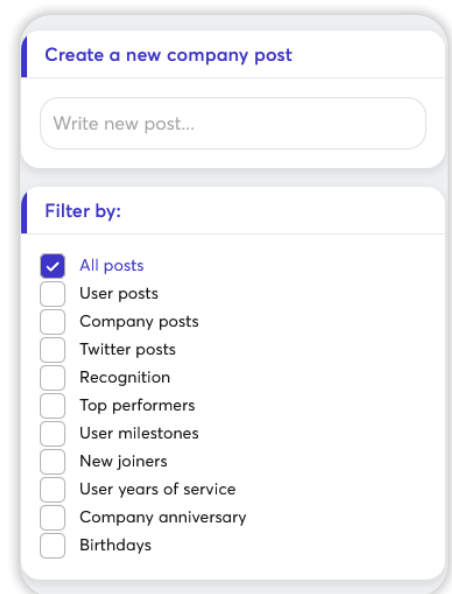 Create a new company post
Write new post...
Filter by:
All posts
User posts
Company posts
Twitter posts
Recognition
Top performers
User milestones
New joiners
User years of service
Company anniversary
Birthdays